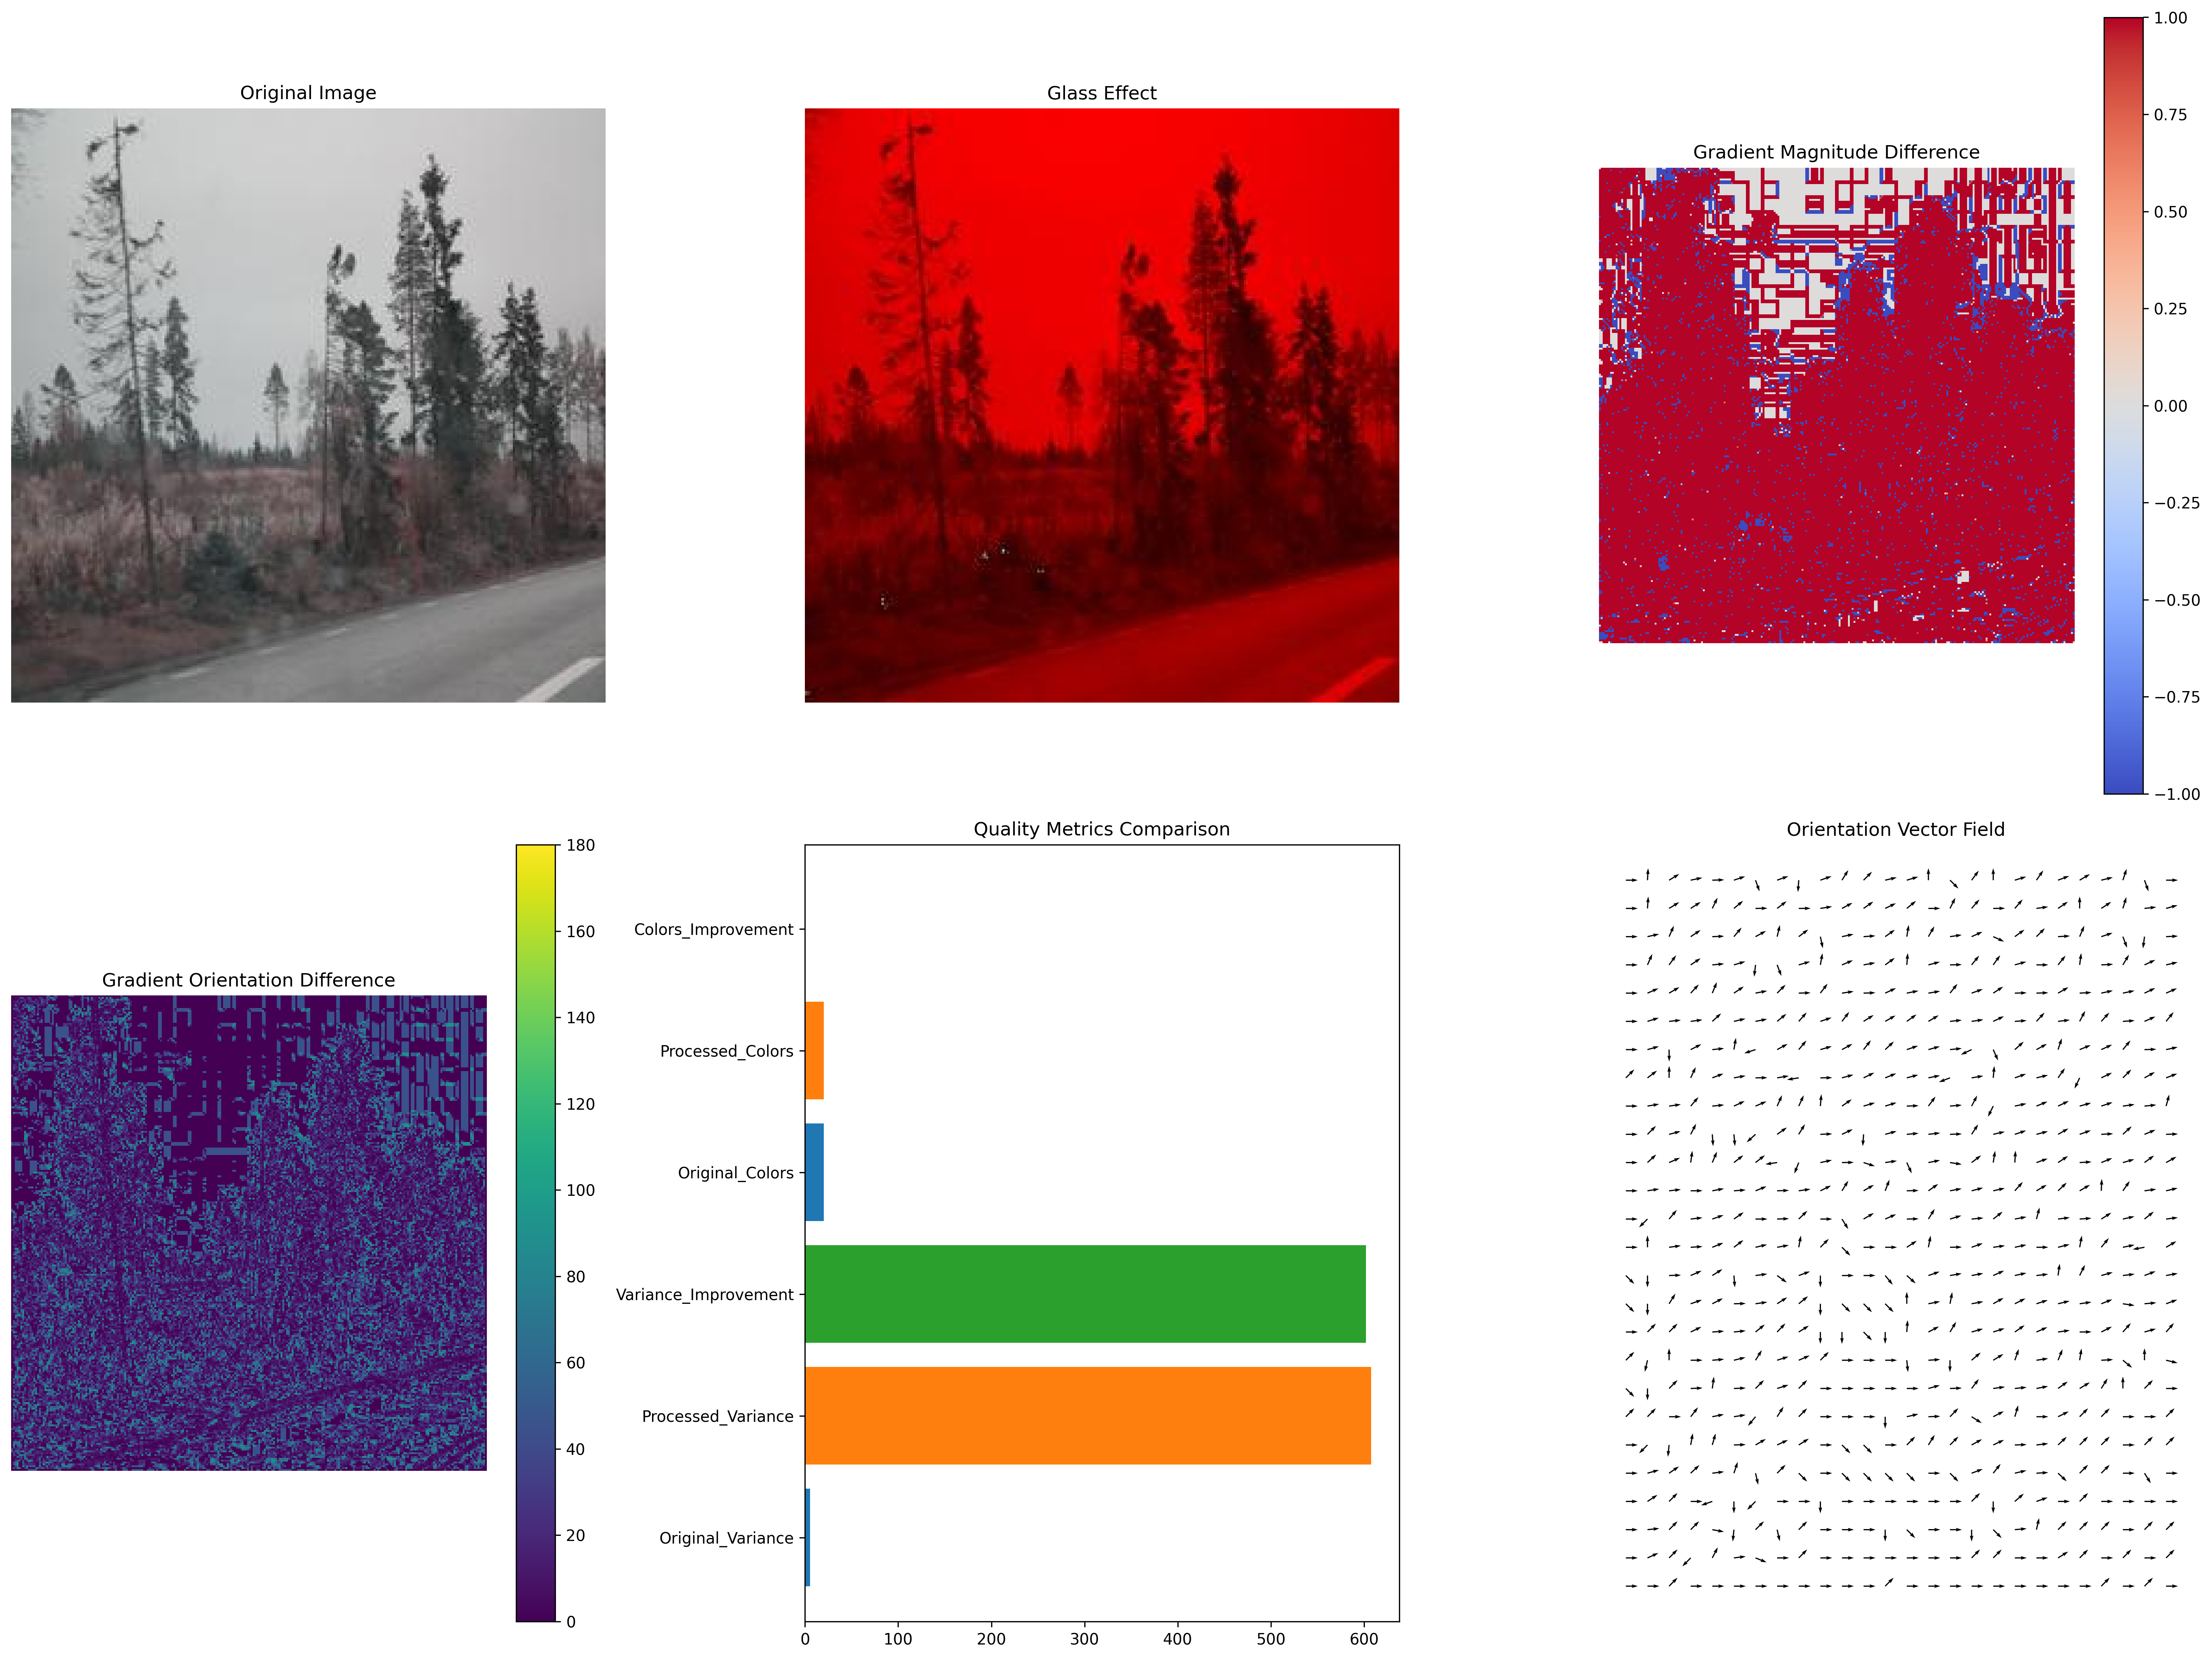 Original Image
Glass Effect
Gradient Magnitude Difference
1.00
0.75
0.50
0.25
0.00
−0.25
−0.50
−0.75
−1.00
Gradient Orientation Difference
180
160
140
120
100
80
60
40
20
0
Quality Metrics Comparison
Colors_Improvement
Processed_Colors
Original_Colors
Variance_Improvement
Processed_Variance
Original_Variance
0 100 200 300 400 500 600
Orientation Vector Field